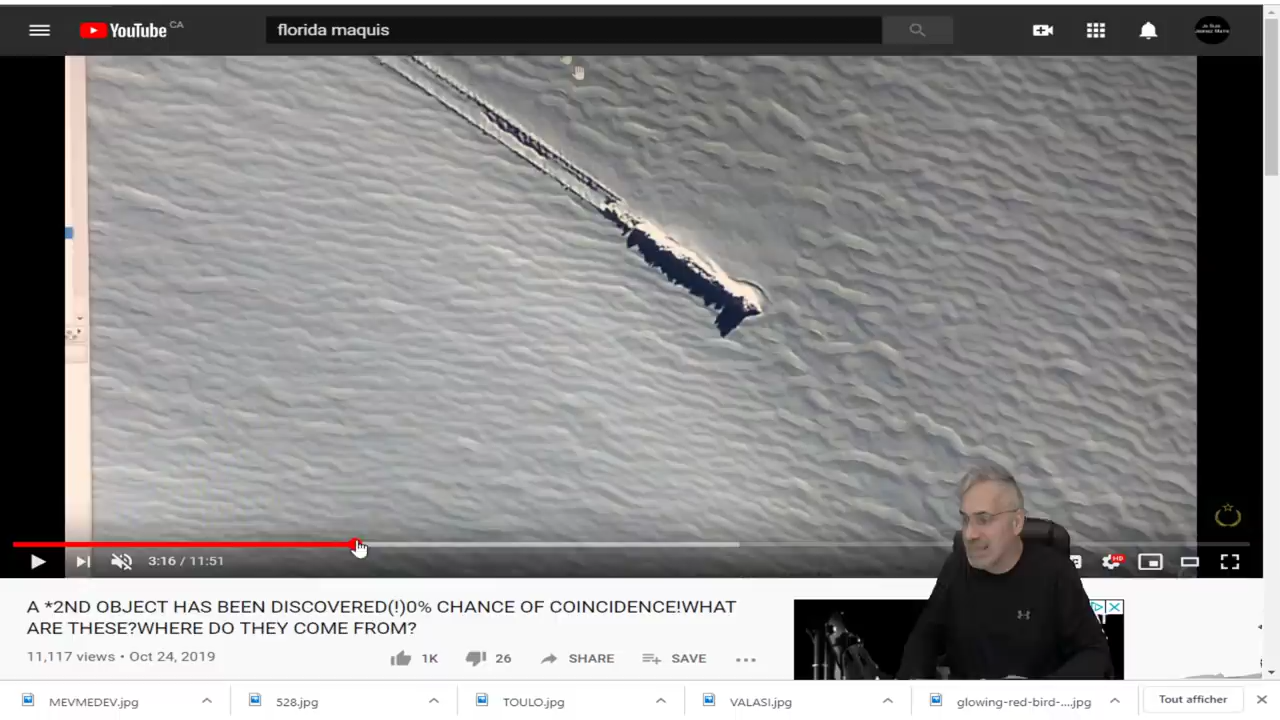 YouTube CA
florida maquis
3:16 / 11:51
HD
A *2ND OBJECT HAS BEEN DISCOVERED(!)0% CHANCE OF COINCIDENCE!WHAT
ARE THESE?WHERE DO THEY COME FROM?
11,117 views • Oct 24, 2019
1K
26
SHARE
SAVE
MEVMEDEV.jpg
528.jpg
TOULO.jpg
VALASI.jpg
glowing-red-bird-....jpg
Tout afficher